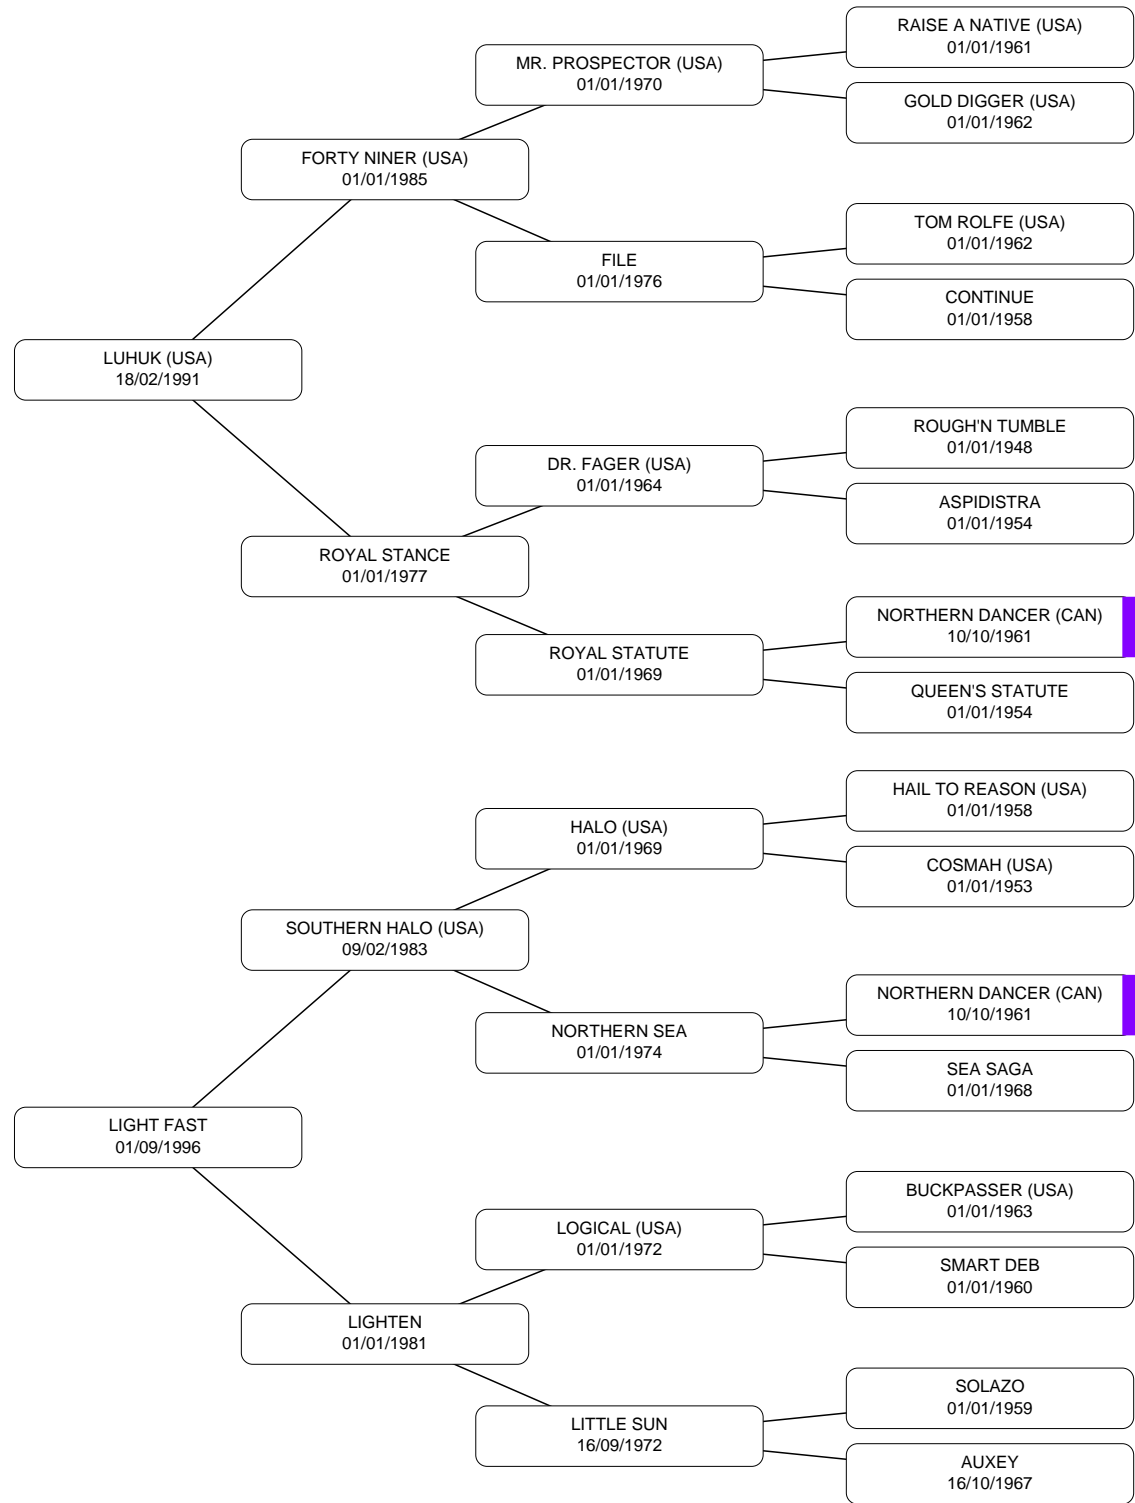 RAISE A NATIVE (USA)
01/01/1961
MR. PROSPECTOR (USA)
01/01/1970
GOLD DIGGER (USA)
01/01/1962
FORTY NINER (USA)
01/01/1985
TOM ROLFE (USA)
01/01/1962
FILE
01/01/1976
CONTINUE
01/01/1958
LUHUK (USA)
18/02/1991
ROUGH'N TUMBLE
01/01/1948
DR. FAGER (USA)
01/01/1964
ASPIDISTRA
01/01/1954
ROYAL STANCE
01/01/1977
NORTHERN DANCER (CAN)
10/10/1961
ROYAL STATUTE
01/01/1969
QUEEN'S STATUTE
01/01/1954
HAIL TO REASON (USA)
01/01/1958
HALO (USA)
01/01/1969
COSMAH (USA)
01/01/1953
SOUTHERN HALO (USA)
09/02/1983
NORTHERN DANCER (CAN)
10/10/1961
NORTHERN SEA
01/01/1974
SEA SAGA
01/01/1968
LIGHT FAST
01/09/1996
BUCKPASSER (USA)
01/01/1963
LOGICAL (USA)
01/01/1972
SMART DEB
01/01/1960
LIGHTEN
01/01/1981
SOLAZO
01/01/1959
LITTLE SUN
16/09/1972
AUXEY
16/10/1967